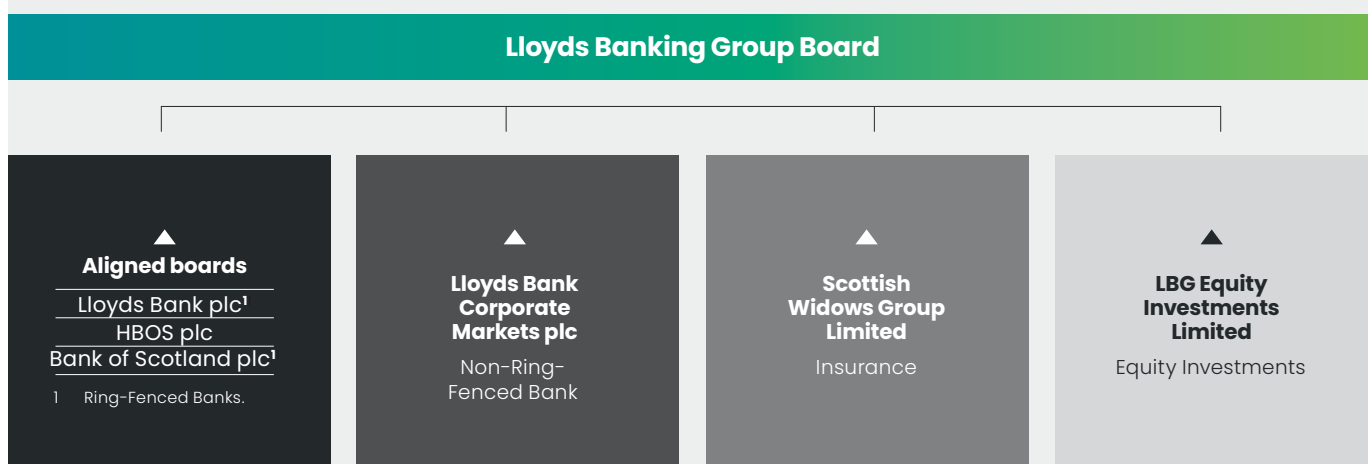 Lloyds Banking Group Board
Aligned boards
Lloyds Bank plc¹
HBOS plc
Bank of Scotland plc¹
1 Ring-Fenced Banks.
Lloyds Bank
Corporate
Markets plc
Non-Ring-
Fenced Bank
Scottish
Widows Group
Limited
Insurance
LBG Equity
Investments
Limited
Equity Investments